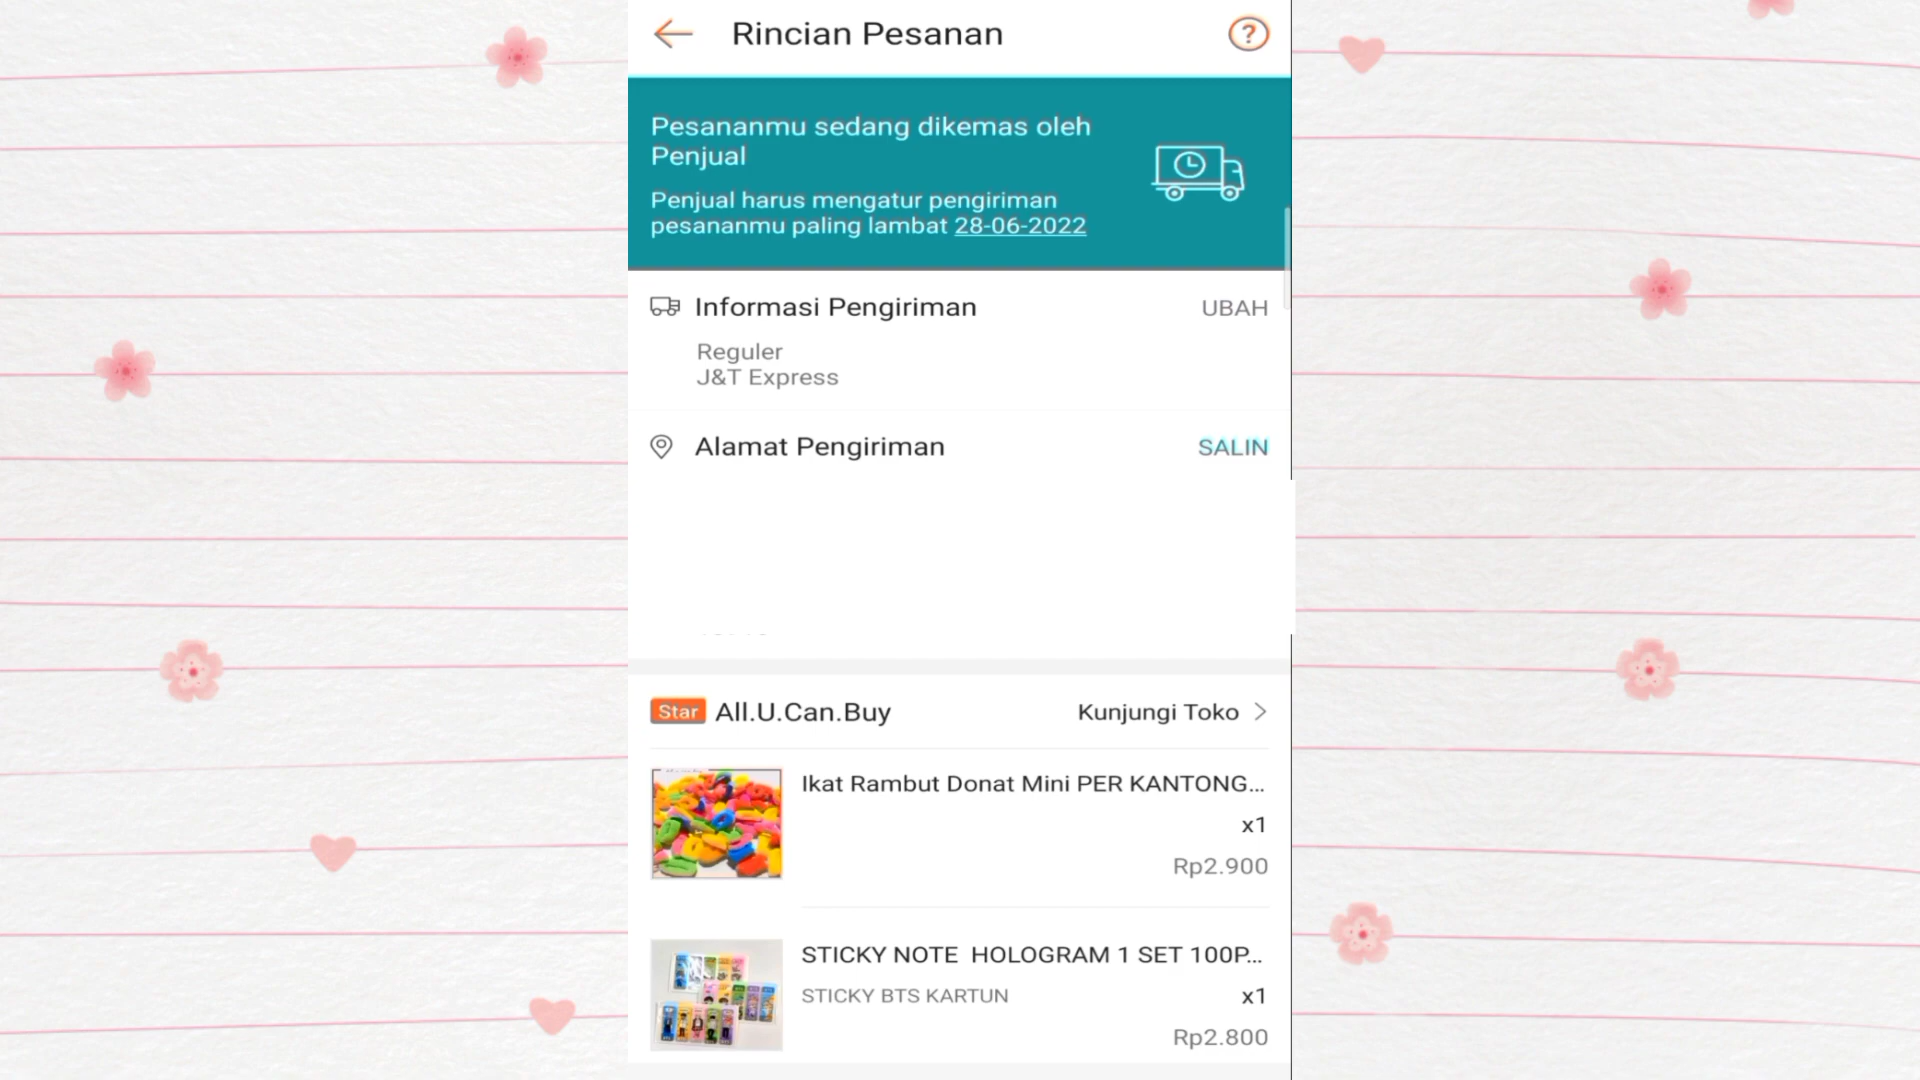 Rincian Pesanan
?
Pesananmu sedang dikemas oleh
Penjual
Penjual harus mengatur pengiriman
pesananmu paling lambat 28-06-2022
Informasi Pengiriman
UBAH
Reguler
J&T Express
Alamat Pengiriman
SALIN
Star All.U.Can.Buy
Kunjungi Toko
Ikat Rambut Donat Mini PER KANTONG...
x1
Rp2.900
STICKY NOTE HOLOGRAM 1 SET 100P...
STICKY BTS KARTUN
x1
Rp2.800